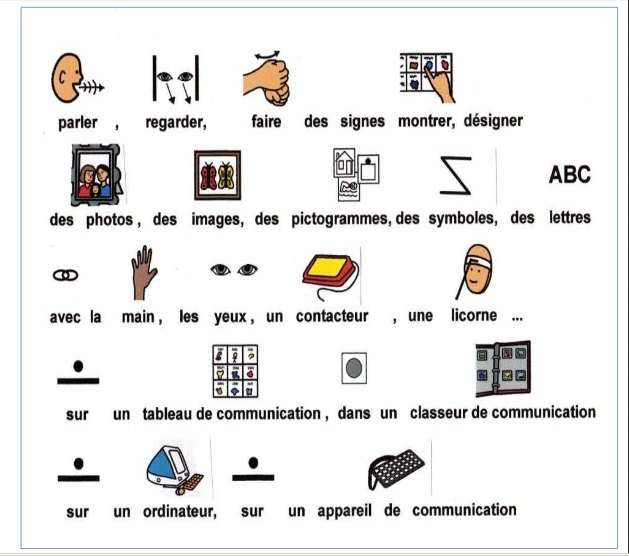 parler , regarder, faire des signes montrer, désigner
ABC
des photos , des images, des pictogrammes, des symboles, des lettres
avec la main , les yeux , un contacteur , une licorne ...
sur un tableau de communication , dans un classeur de communication
sur un ordinateur, sur un appareil de communication